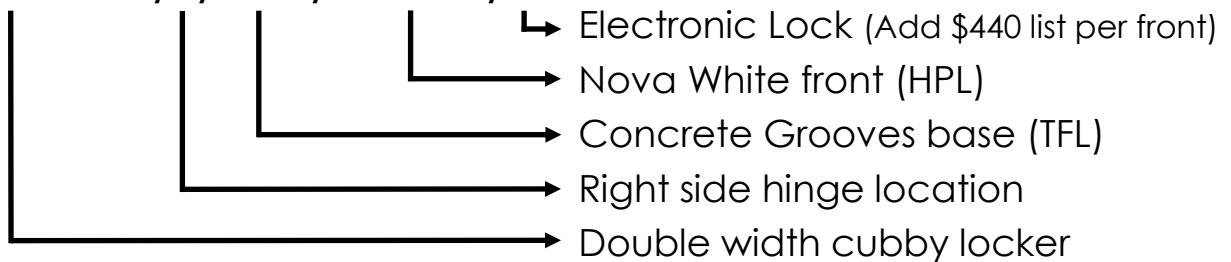 Electronic Lock (Add $440 list per front)
Nova White front (HPL)
Concrete Grooves base (TFL)
Right side hinge location
Double width cubby locker